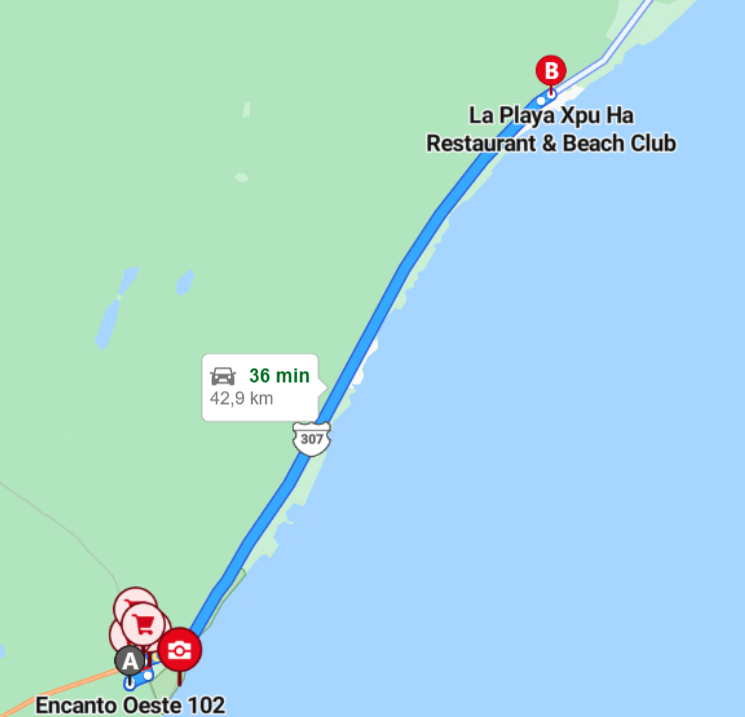 B
La Playa Xpu Ha
Restaurant & Beach Club
36 min
42,9 km
307
A
Encanto Oeste 102